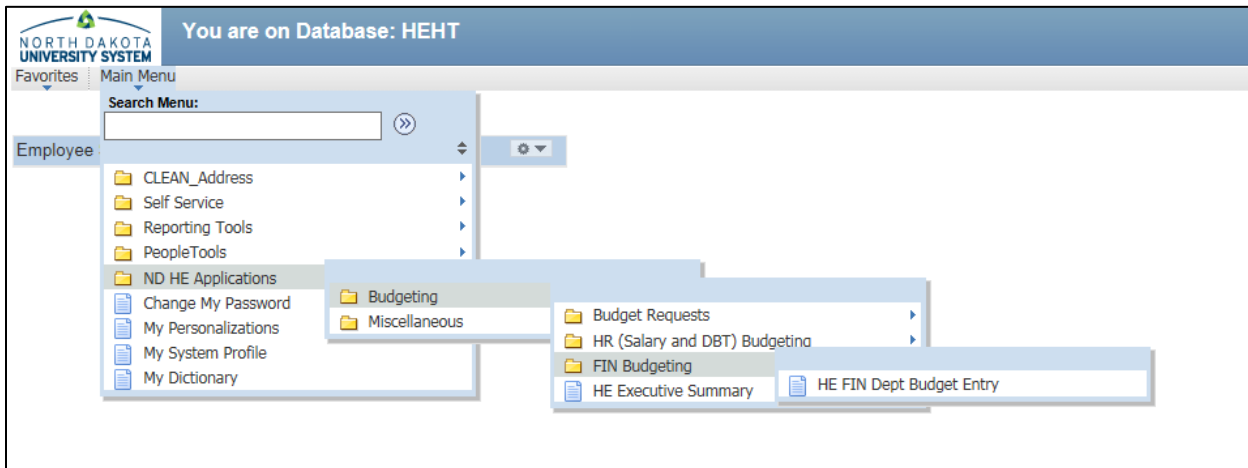 NORTH DAKOTA
UNIVERSITY SYSTEM
You are on Database: HEHT
Favorites
Main Menu
Search Menu:
Employee
CLEAN_Address
Self Service
Reporting Tools
PeopleTools
ND HE Applications
Change My Password
My Personalizations
My System Profile
My Dictionary
Budgeting
Miscellaneous
Budget Requests
HR (Salary and DBT) Budgeting
FIN Budgeting
HE Executive Summary
HE FIN Dept Budget Entry